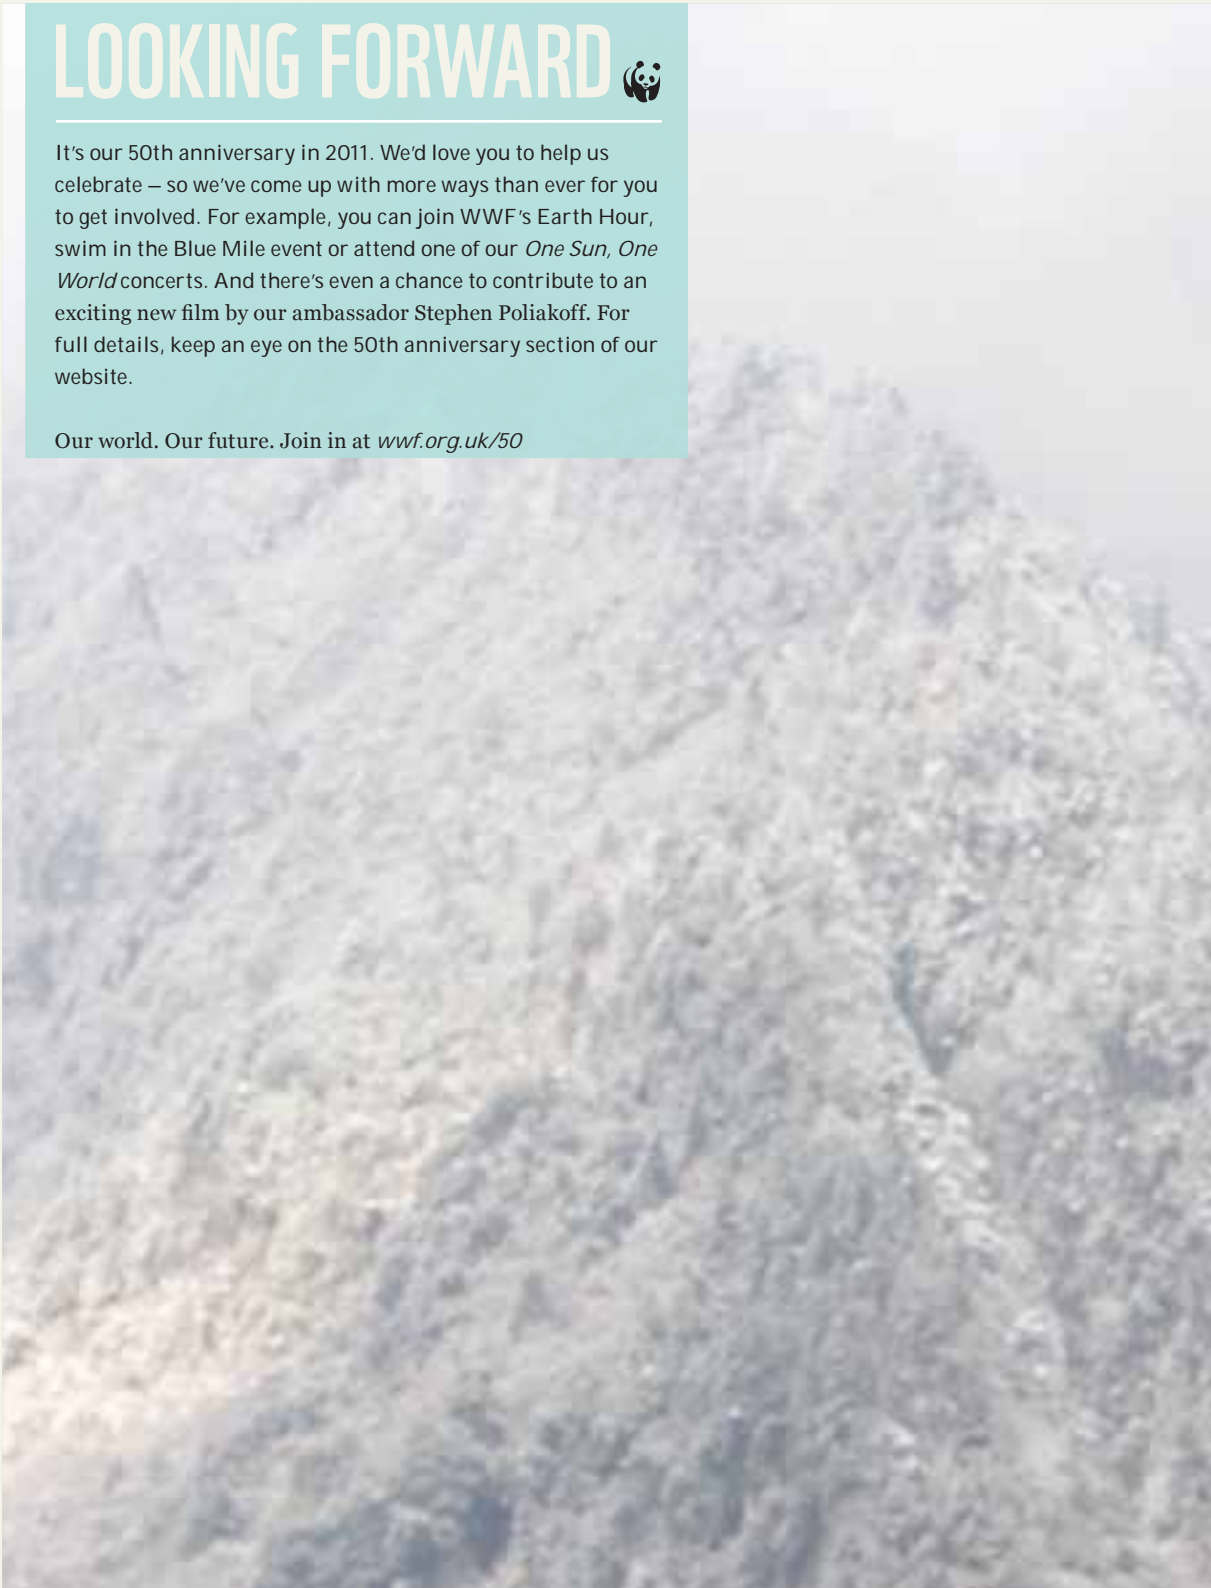 LOOKING FORWARD
It’s our 50th anniversary in 2011. We’d love you to help us
celebrate – so we’ve come up with more ways than ever for you
to get involved. For example, you can join WWF’s Earth Hour,
swim in the Blue Mile event or attend one of our One Sun, One
World concerts. And there’s even a chance to contribute to an
exciting new film by our ambassador Stephen Poliakoff. For
full details, keep an eye on the 50th anniversary section of our
website.
Our world. Our future. Join in at wwf.org.uk/50